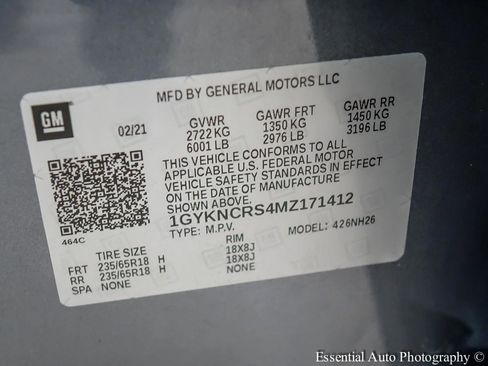 MFD BY GENERAL MOTORS LLC
GM
02/21 GVWR GAWR FRT GAWR RR
2722 KG 1350 KG 1450 KG
6001 LB 2976 LB 3196 LB
THIS VEHICLE CONFORMS TO ALL
APPLICABLE U.S. FEDERAL MOTOR
VEHICLE SAFETY STANDARDS IN EFFECT
ON THE DATE OF MANUFACTURE
SHOWN ABOVE.
1GYKNCRS4MZ171412
464C
TYPE: M.P.V. MODEL: 426NH26
TIRE SIZE RIM
FRT 235/65R18 H 18X8J
RR 235/65R18 H 18X8J
SPA NONE NONE
Essential Auto Photography ©2024